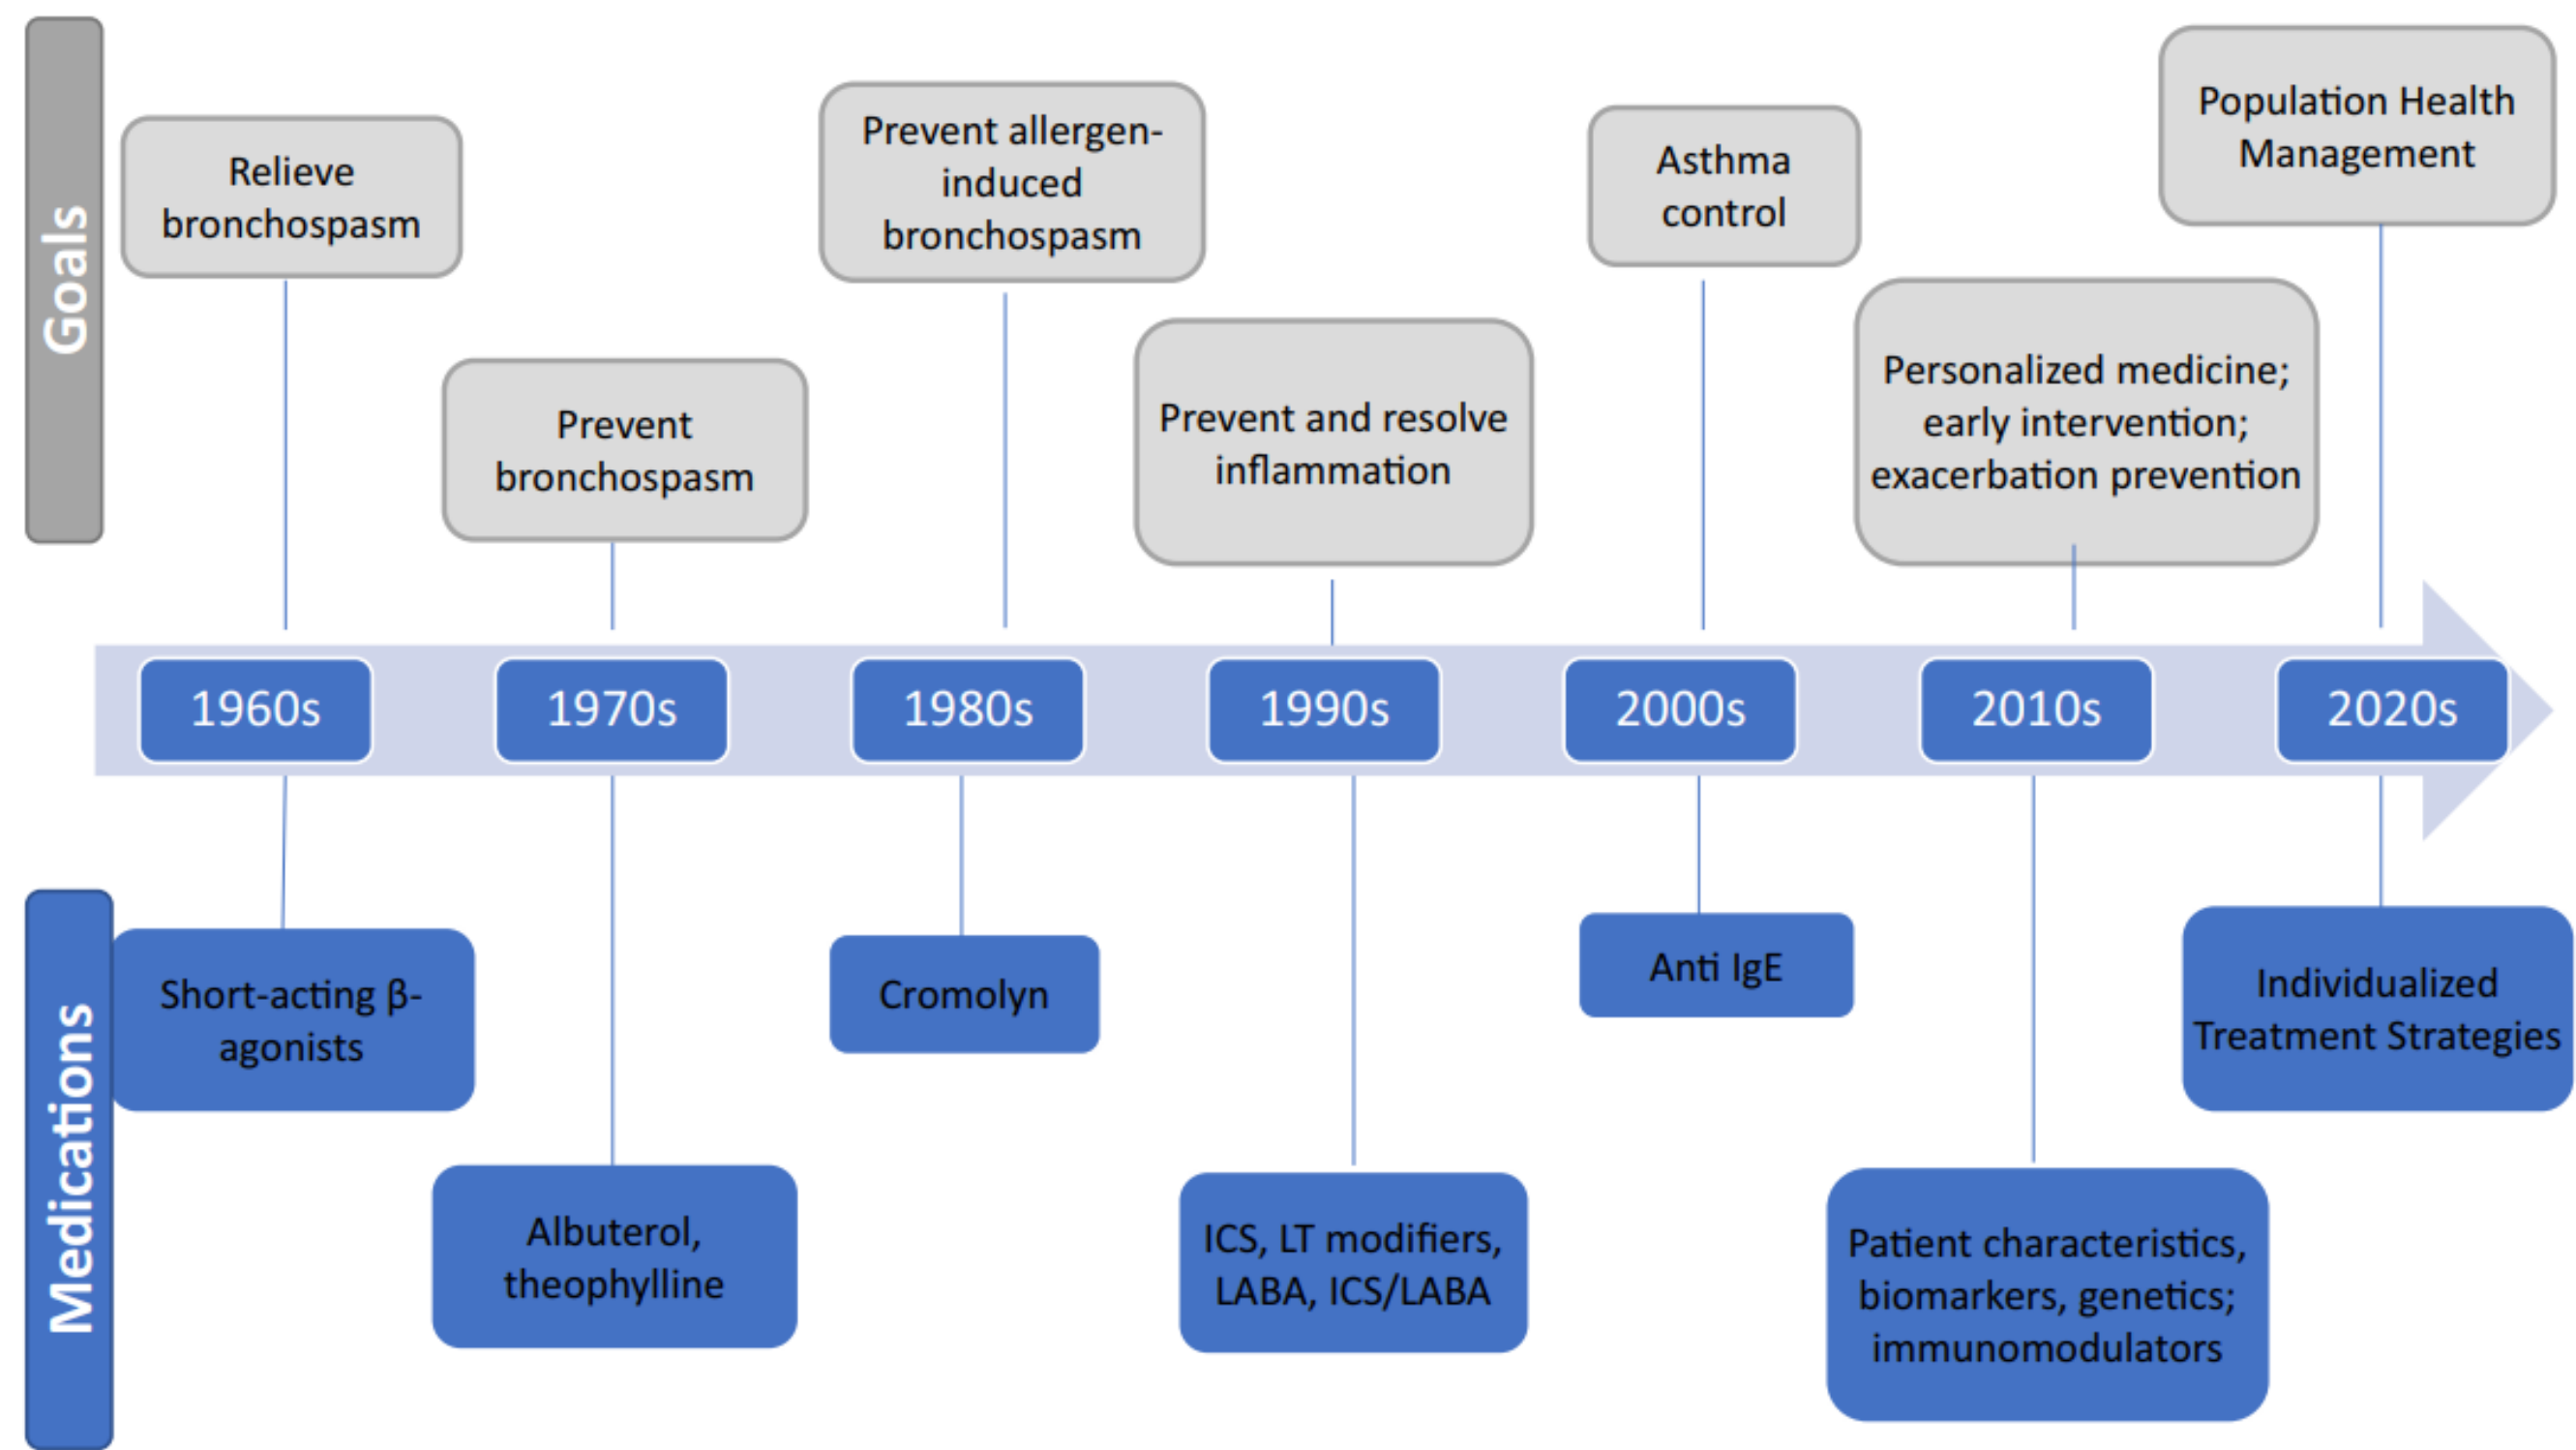 Goals
Relieve
bronchospasm
Prevent
bronchospasm
Prevent allergen-
induced
bronchospasm
Prevent and resolve
inflammation
Asthma
control
Personalized medicine;
early intervention;
exacerbation prevention
Population Health
Management
1960s
1970s
1980s
1990s
2000s
2010s
2020s
Medications
Short-acting β-
agonists
Albuterol,
theophylline
Cromolyn
ICS, LT modifiers,
LABA, ICS/LABA
Anti IgE
Patient characteristics,
biomarkers, genetics;
immunomodulators
Individualized
Treatment Strategies